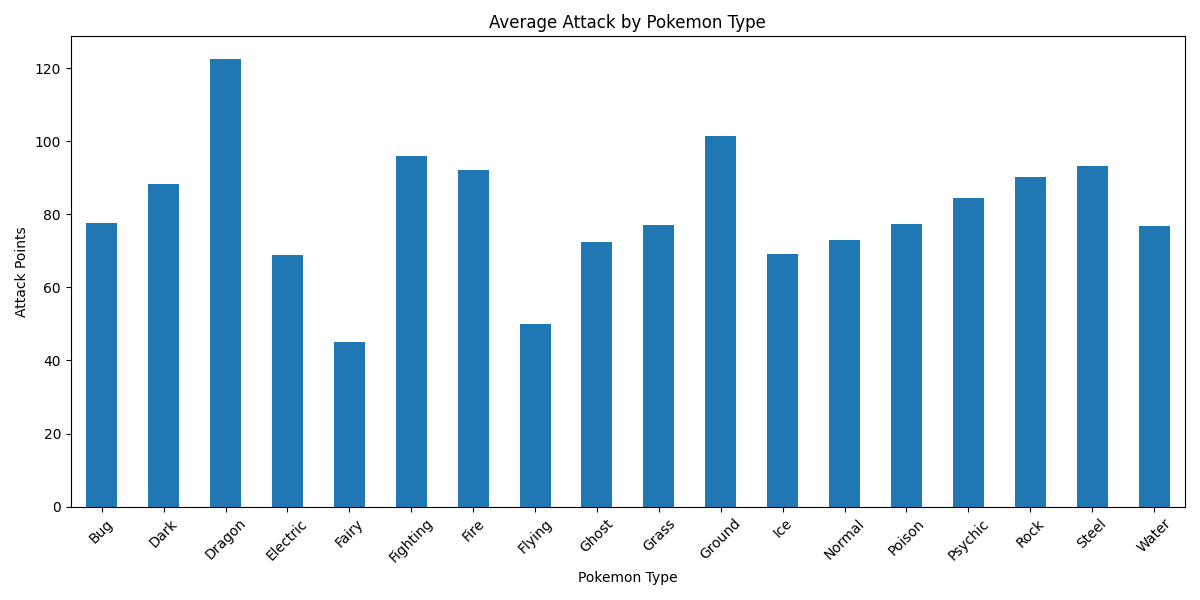 Average Attack by Pokemon Type
Attack Points
120
100
80
60
40
20
0
Bug
Dark
Dragon
Electric
Fairy
Fighting
Fire
Flying
Ghost
Grass
Ground
Ice
Normal
Poison
Psychic
Rock
Steel
Water
Pokemon Type